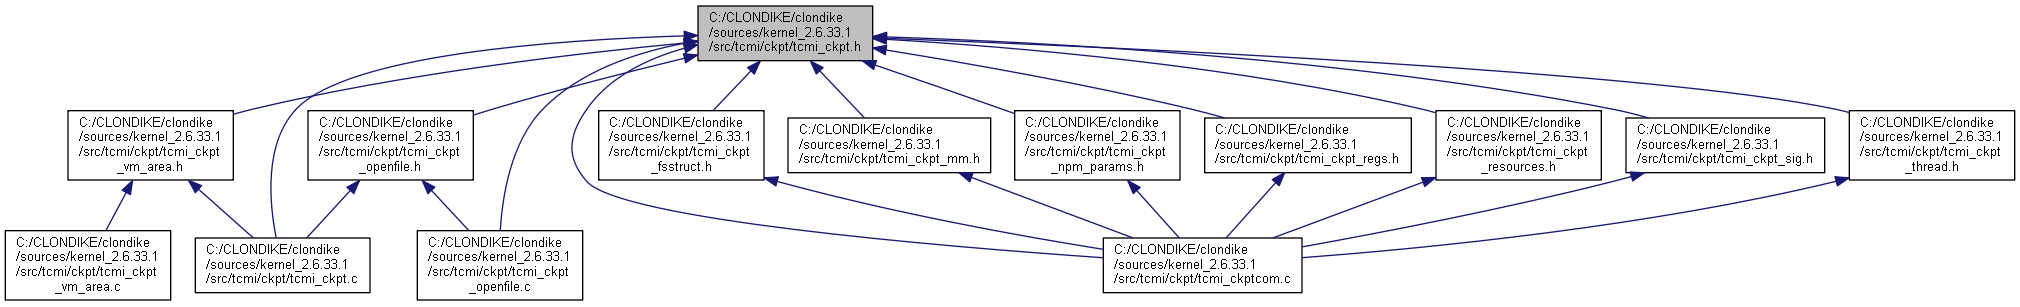 C:/CLONDIKE/clondike
/sources/kernel_2.6.33.1
/src/tcmi/ckpt/tcmi_ckpt.h
C:/CLONDIKE/clondike
/sources/kernel_2.6.33.1
/src/tcmi/ckpt/tcmi_ckpt
_vm_area.h
C:/CLONDIKE/clondike
/sources/kernel_2.6.33.1
/src/tcmi/ckpt/tcmi_ckpt
_openfile.h
C:/CLONDIKE/clondike
/sources/kernel_2.6.33.1
/src/tcmi/ckpt/tcmi_ckpt
_fsstruct.h
C:/CLONDIKE/clondike
/sources/kernel_2.6.33.1
/src/tcmi/ckpt/tcmi_ckpt_mm.h
C:/CLONDIKE/clondike
/sources/kernel_2.6.33.1
/src/tcmi/ckpt/tcmi_ckpt
_npm_params.h
C:/CLONDIKE/clondike
/sources/kernel_2.6.33.1
/src/tcmi/ckpt/tcmi_ckpt_regs.h
C:/CLONDIKE/clondike
/sources/kernel_2.6.33.1
/src/tcmi/ckpt/tcmi_ckpt
_resources.h
C:/CLONDIKE/clondike
/sources/kernel_2.6.33.1
/src/tcmi/ckpt/tcmi_ckpt_sig.h
C:/CLONDIKE/clondike
/sources/kernel_2.6.33.1
/src/tcmi/ckpt/tcmi_ckpt
_thread.h
C:/CLONDIKE/clondike
/sources/kernel_2.6.33.1
/src/tcmi/ckpt/tcmi_ckpt
_vm_area.c
C:/CLONDIKE/clondike
/sources/kernel_2.6.33.1
/src/tcmi/ckpt/tcmi_ckpt.c
C:/CLONDIKE/clondike
/sources/kernel_2.6.33.1
/src/tcmi/ckpt/tcmi_ckpt
_openfile.c
C:/CLONDIKE/clondike
/sources/kernel_2.6.33.1
/src/tcmi/ckpt/tcmi_ckptcom.c